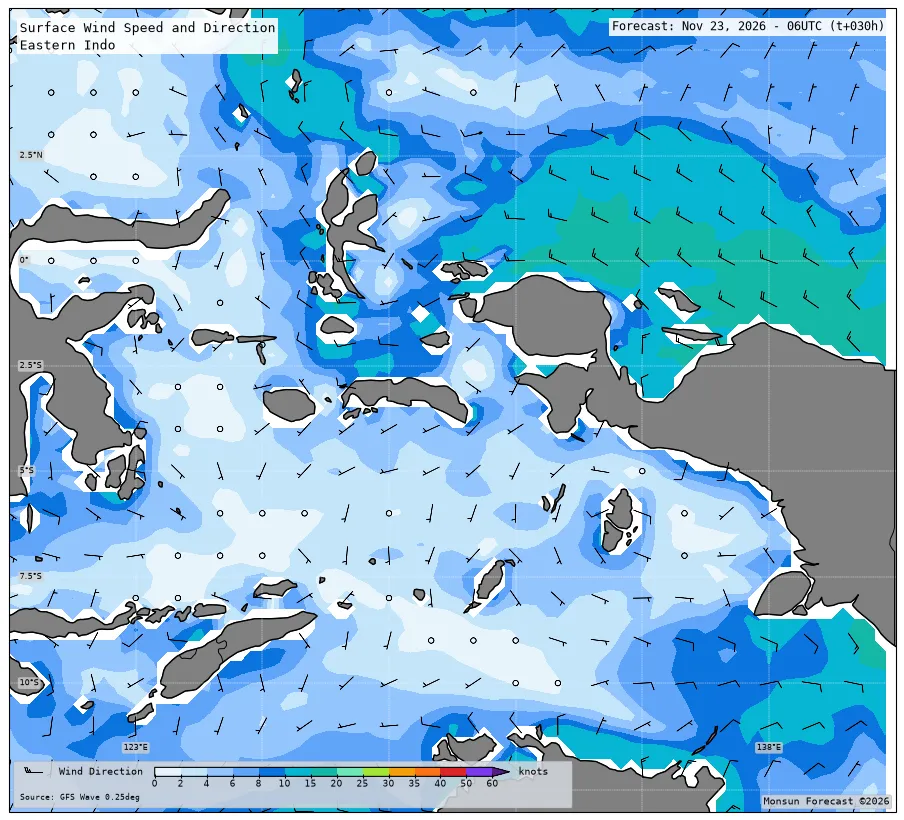 Surface Wind Speed and Direction
Eastern Indo
Forecast: Nov 23, 2026 - 06UTC (t+030h)
2.5°N
0°
2.5°S
5°S
7.5°S
10°S
123°E
138°E
Wind Direction
0 2 4 6 8 10 15 20 25 30 35 40 50 60
knots
Source: GFS Wave 0.25deg
Monsun Forecast ©2026